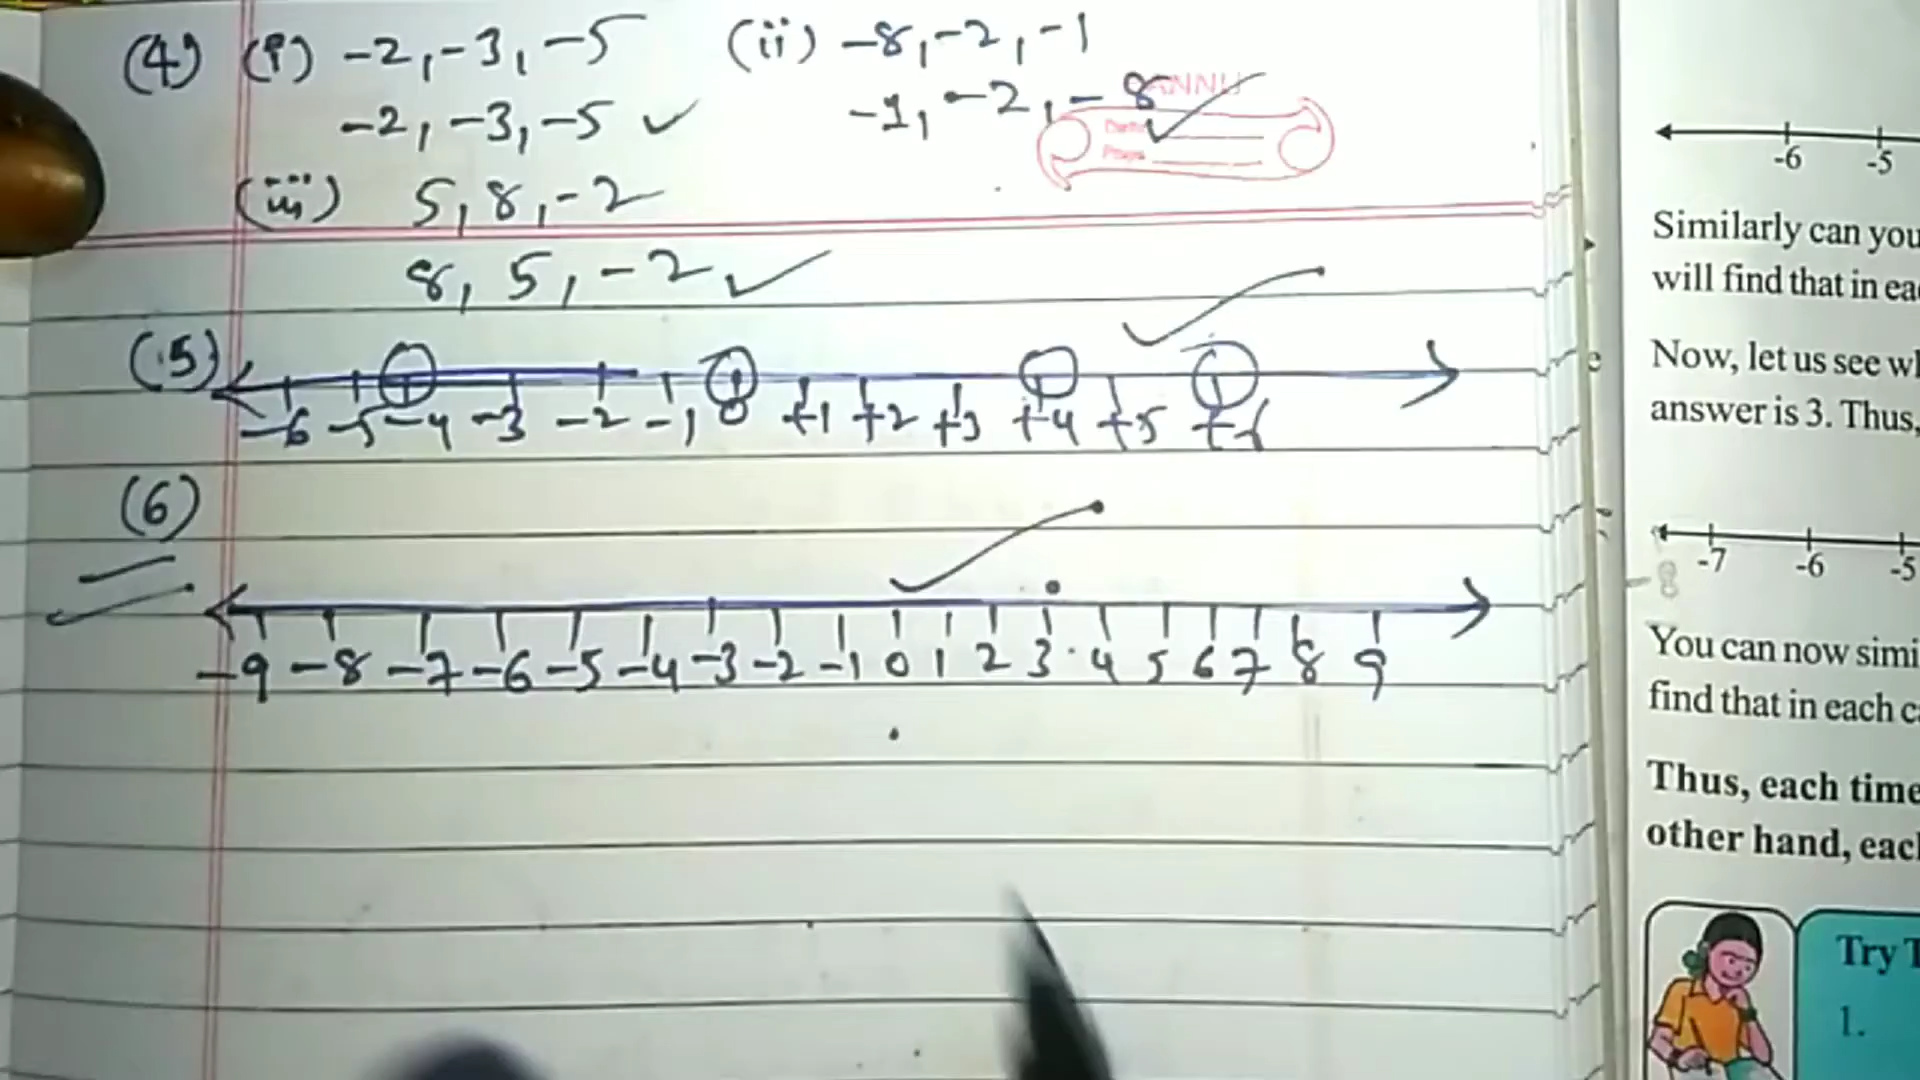 (4) (i) -2, -3, -5 (ii) -8, -2, -1
-2, -3, -5 ✓ -1, -2, -8 ✓
ANNU
Date
Page
(iii) 5, 8, -2
8, 5, -2 ✓
(5)
-6 -5 -4 -3 -2 -1 0 +1 +2 +3 +4 +5 +6
(6)
-9 -8 -7 -6 -5 -4 -3 -2 -1 0 1 2 3 4 5 6 7 8 9
-6 -5
Similarly can you
will find that in ea
Now, let us see w
answer is 3. Thus,
-7 -6 -5
You can now simi
find that in each c
Thus, each time
other hand, eac
Try T
1.